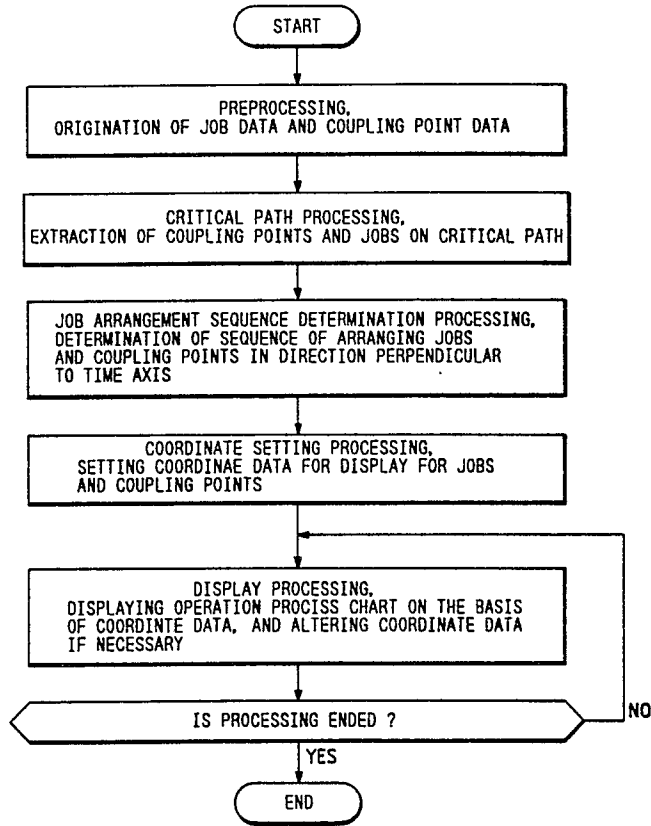 START
PREPROCESSING,
ORIGINATION OF JOB DATA AND COUPLING POINT DATA
CRITICAL PATH PROCESSING,
EXTRACTION OF COUPLING POINTS AND JOBS ON CRITICAL PATH
JOB ARRANGEMENT SEQUENCE DETERMINATION PROCESSING,
DETERMINATION OF SEQUENCE OF ARRANGING JOBS
AND COUPLING POINTS IN DIRECTION PERPENDICULAR
TO TIME AXIS
COORDINATE SETTING PROCESSING,
SETTING COORDINAE DATA FOR DISPLAY FOR JOBS
AND COUPLING POINTS
DISPLAY PROCESSING,
DISPLAYING OPERATION PROCISS CHART ON THE BASIS
OF COORDINTE DATA, AND ALTERING COORDINATE DATA
IF NECESSARY
IS PROCESSING ENDED ?
NO
YES
END